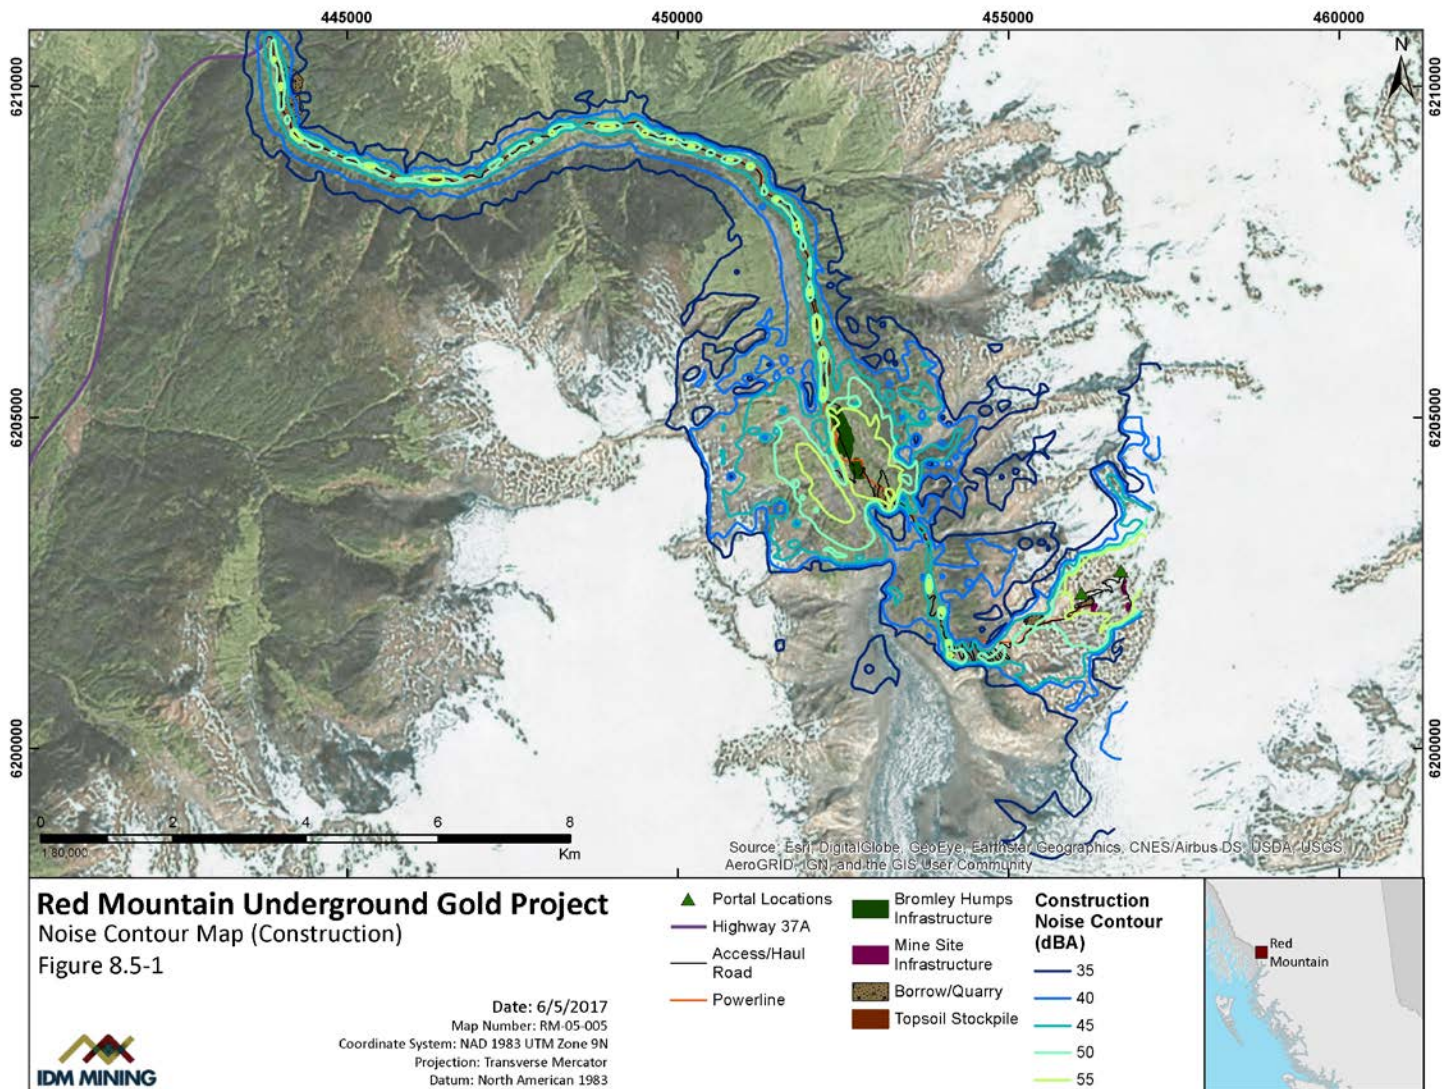 445000 450000 455000 460000
N
6210000 6210000
6205000 6205000
6200000 6200000
0 2 4 6 8
1:80,000 Km
Source: Esri, DigitalGlobe, GeoEye, Earthstar Geographics, CNES/Airbus DS, USDA, USGS,
AeroGRID, IGN, and the GIS User Community
Red Mountain Underground Gold Project
Noise Contour Map (Construction)
Figure 8.5-1
Date: 6/5/2017
Map Number: RM-05-005
Coordinate System: NAD 1983 UTM Zone 9N
Projection: Transverse Mercator
Datum: North American 1983
IDM MINING
Portal Locations
Highway 37A
Access/Haul
Road
Powerline
Bromley Humps
Infrastructure
Mine Site
Infrastructure
Borrow/Quarry
Topsoil Stockpile
Construction
Noise Contour
(dBA)
35
40
45
50
55
Red
Mountain